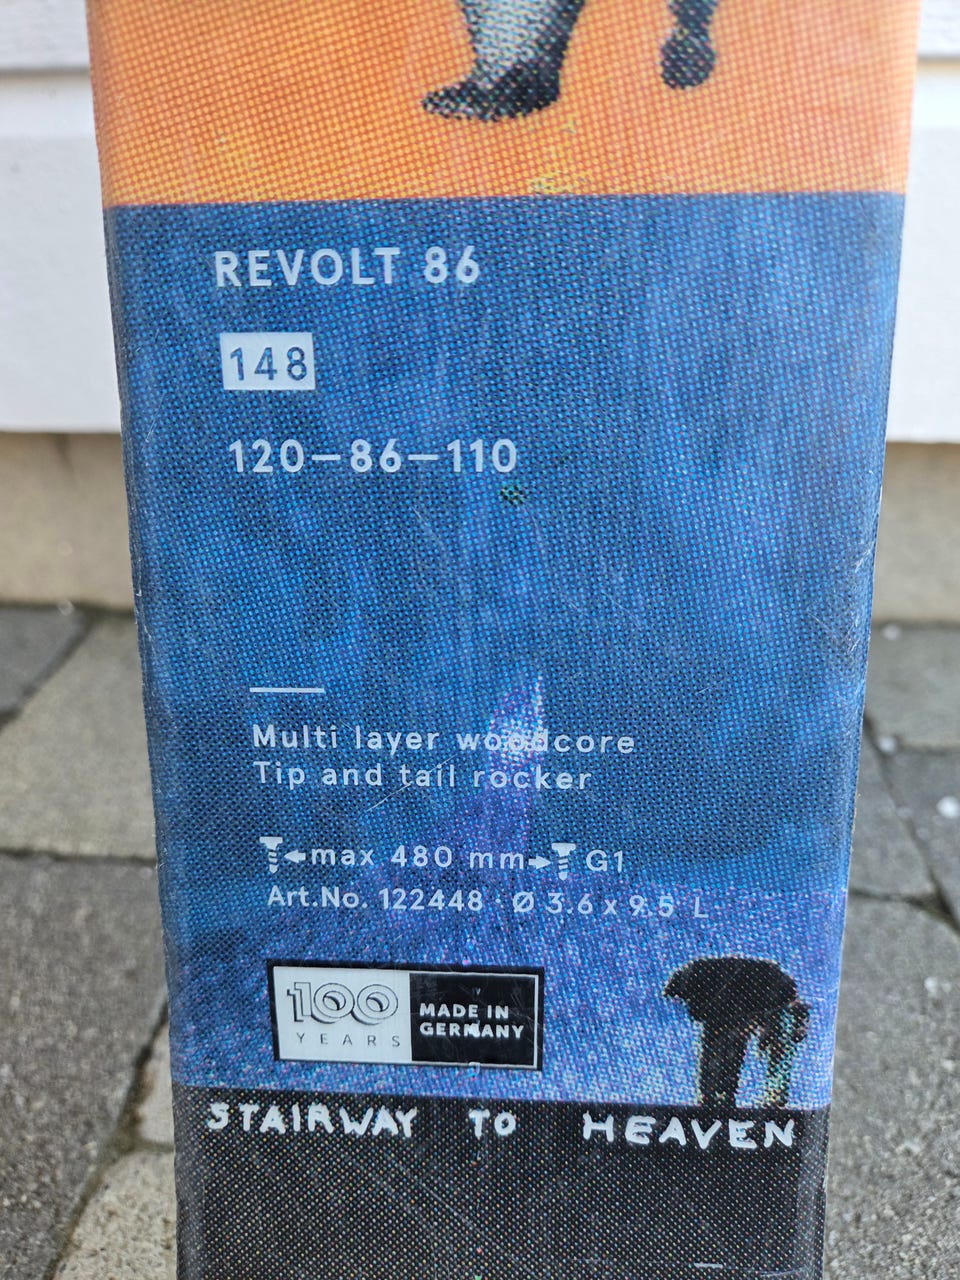 REVOLT 86
148
120–86–110
Multi layer woodcore
Tip and tail rocker
max 480 mm G1
Art.No. 122448 · Ø 3.6 x 9.5 L
100
YEARS
MADE IN
GERMANY
STAIRWAY TO HEAVEN